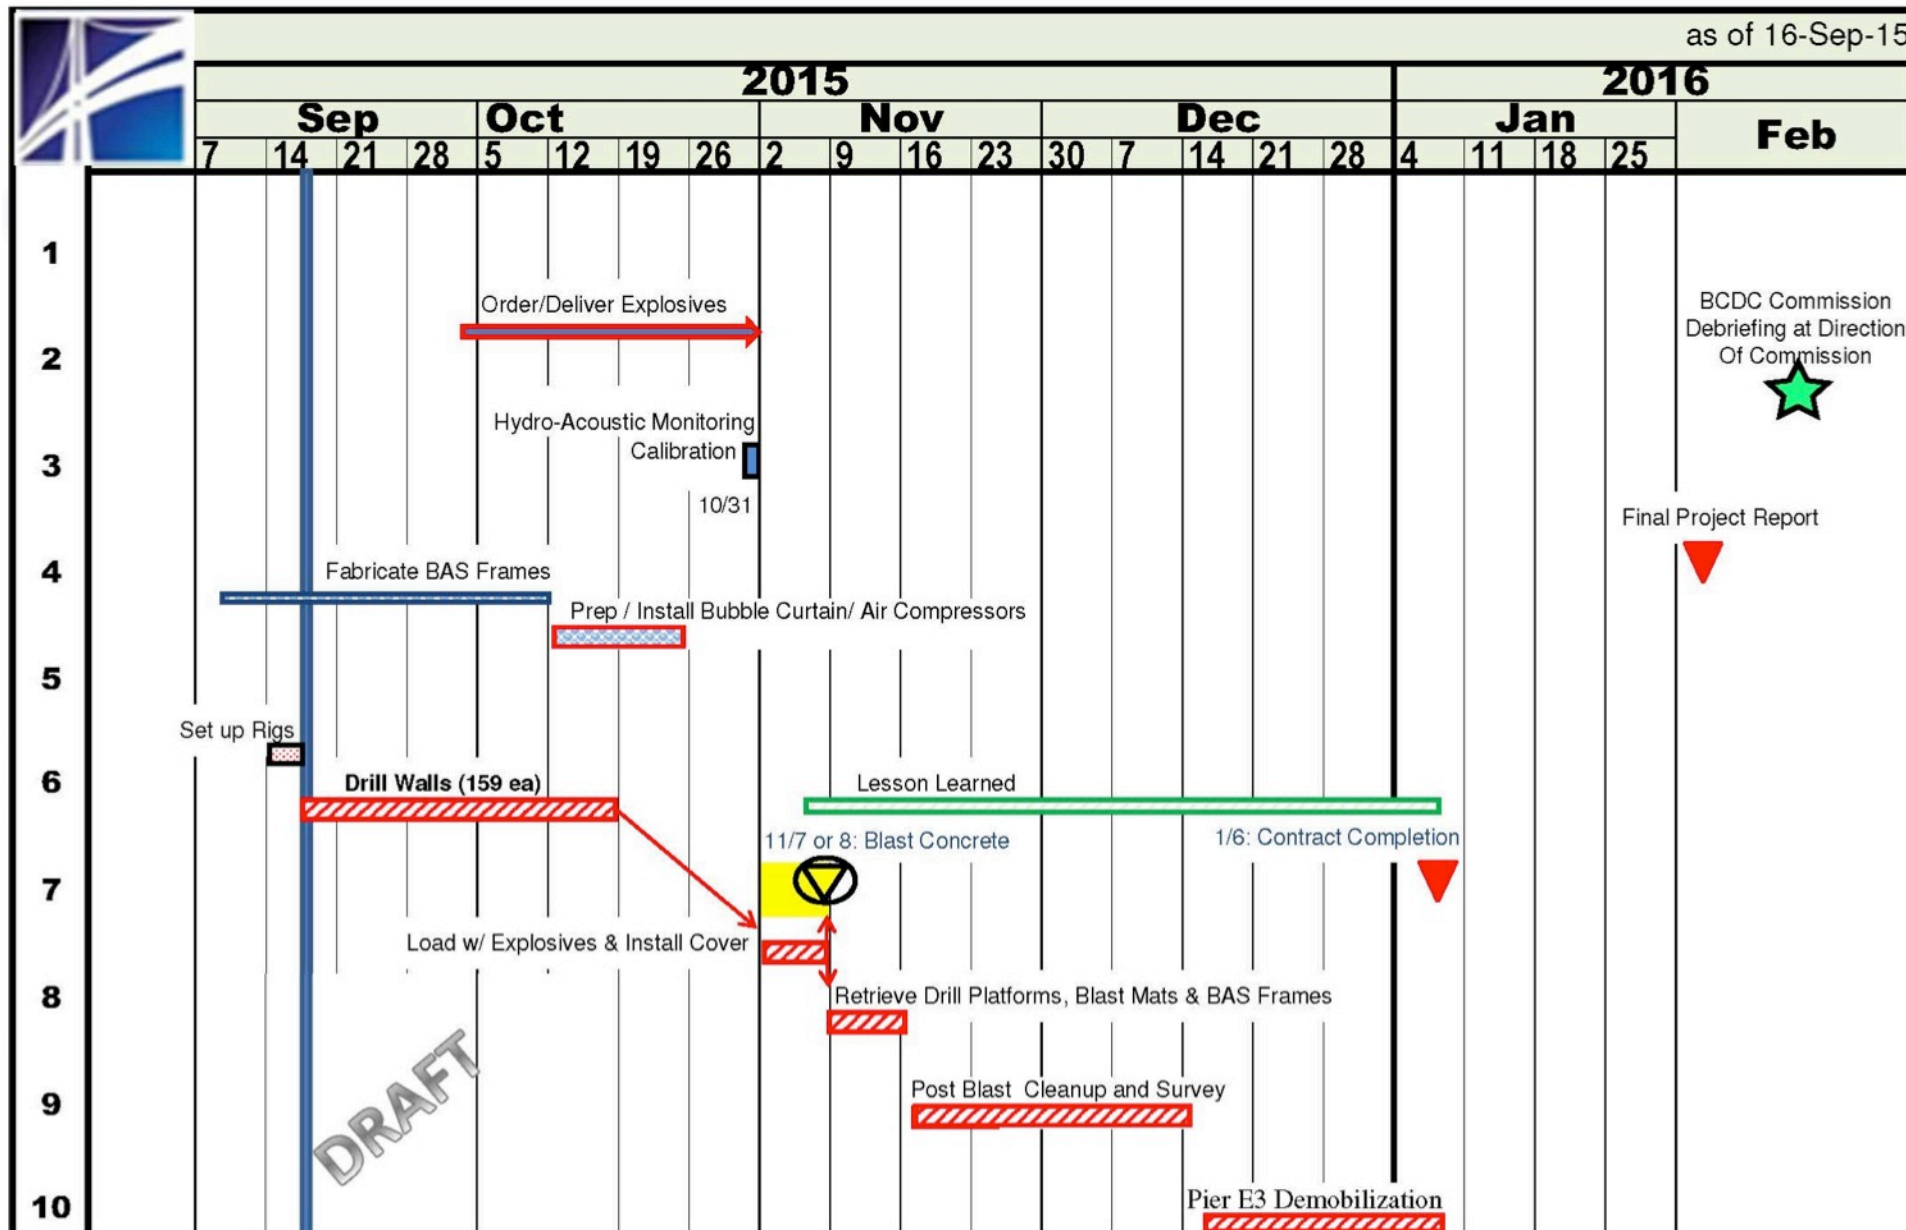 as of 16-Sep-15
2015 2016
Sep Oct Nov Dec Jan Feb
7 14 21 28 5 12 19 26 2 9 16 23 30 7 14 21 28 4 11 18 25
1
Order/Deliver Explosives
BCDC Commission
Debriefing at Direction
Of Commission
2
Hydro-Acoustic Monitoring
Calibration
3
10/31
Final Project Report
4
Fabricate BAS Frames
Prep / Install Bubble Curtain/ Air Compressors
5
Set up Rigs
6
Drill Walls (159 ea)
Lesson Learned
11/7 or 8: Blast Concrete
1/6: Contract Completion
7
Load w/ Explosives & Install Cover
8
Retrieve Drill Platforms, Blast Mats & BAS Frames
DRAFT
9
Post Blast Cleanup and Survey
10
Pier E3 Demobilization